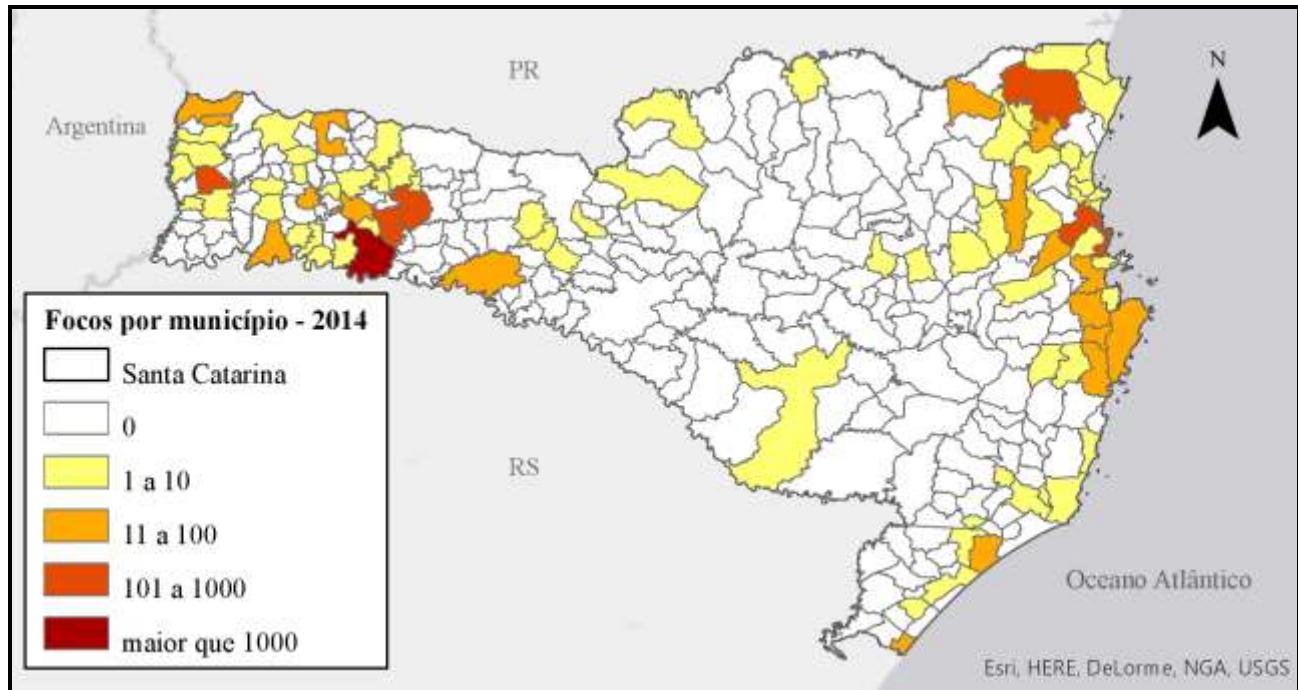 PR
N
Argentina
Focos por município - 2014
Santa Catarina
0
1 a 10
11 a 100
101 a 1000
maior que 1000
RS
Oceano Atlântico
Esri, HERE, DeLorme, NGA, USGS